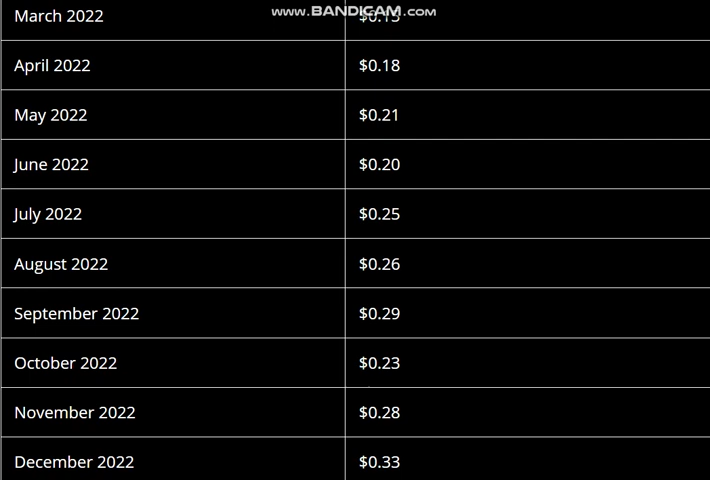 www.BANDICAM.com
March 2022
April 2022 $0.18
May 2022 $0.21
June 2022 $0.20
July 2022 $0.25
August 2022 $0.26
September 2022 $0.29
October 2022 $0.23
November 2022 $0.28
December 2022 $0.33